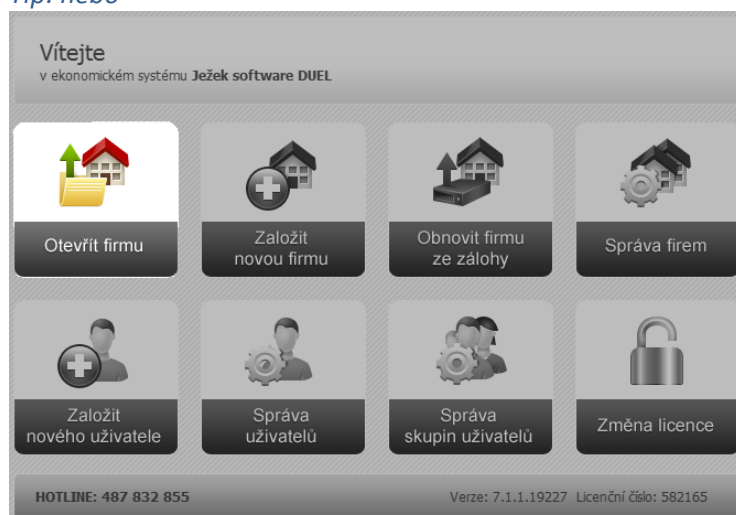 Tip: nebo
Vítejte
v ekonomickém systému Ježek software DUEL
Otevřít firmu
Založit
novou firmu
Obnovit firmu
ze zálohy
Správa firem
Založit
nového uživatele
Správa
uživatelů
Správa
skupin uživatelů
Změna licence
HOTLINE: 487 832 855
Verze: 7.1.1.19227 Licenční číslo: 582165